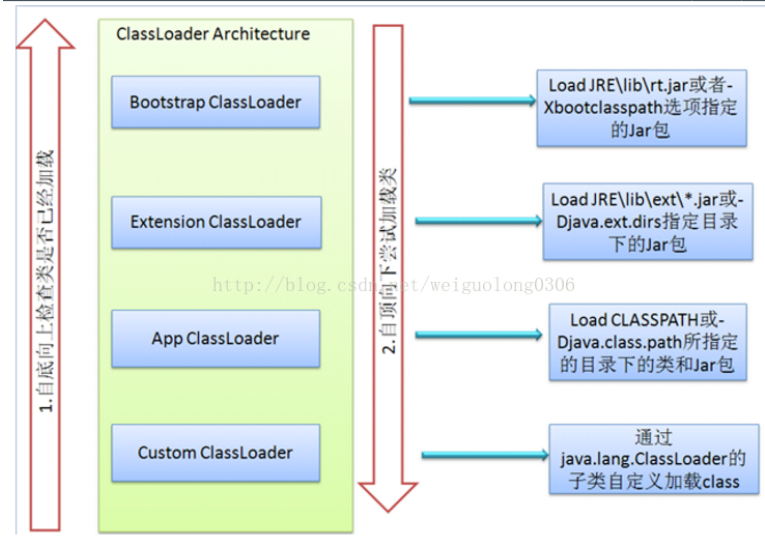 ClassLoader Architecture
1.自底向上检查类是否已经加载
Bootstrap ClassLoader
Extension ClassLoader
App ClassLoader
Custom ClassLoader
2.自顶向下尝试加载类
Load JRE\lib\rt.jar或者-
Xbootclasspath选项指定
的Jar包
Load JRE\lib\ext\*.jar或-
Djava.ext.dirs指定目录
下的Jar包
Load CLASSPATH或-
Djava.class.path所指定
的目录下的类和Jar包
通过
java.lang.ClassLoader的
子类自定义加载class
http://blog.csdn.net/weiguolong0306